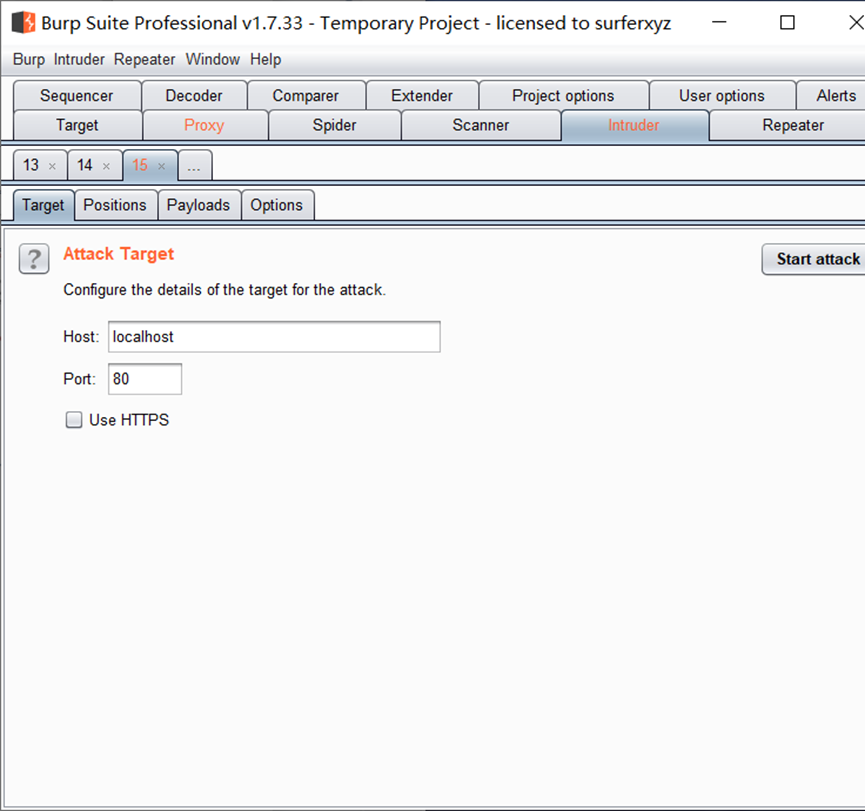 Burp Suite Professional v1.7.33 - Temporary Project - licensed to surferxyz
Burp Intruder Repeater Window Help
Sequencer Decoder Comparer Extender Project options User options Alerts
Target Proxy Spider Scanner Intruder Repeater
13 × 14 × 15 × ...
Target Positions Payloads Options
? Attack Target
Start attack
Configure the details of the target for the attack.
Host: localhost
Port: 80
Use HTTPS